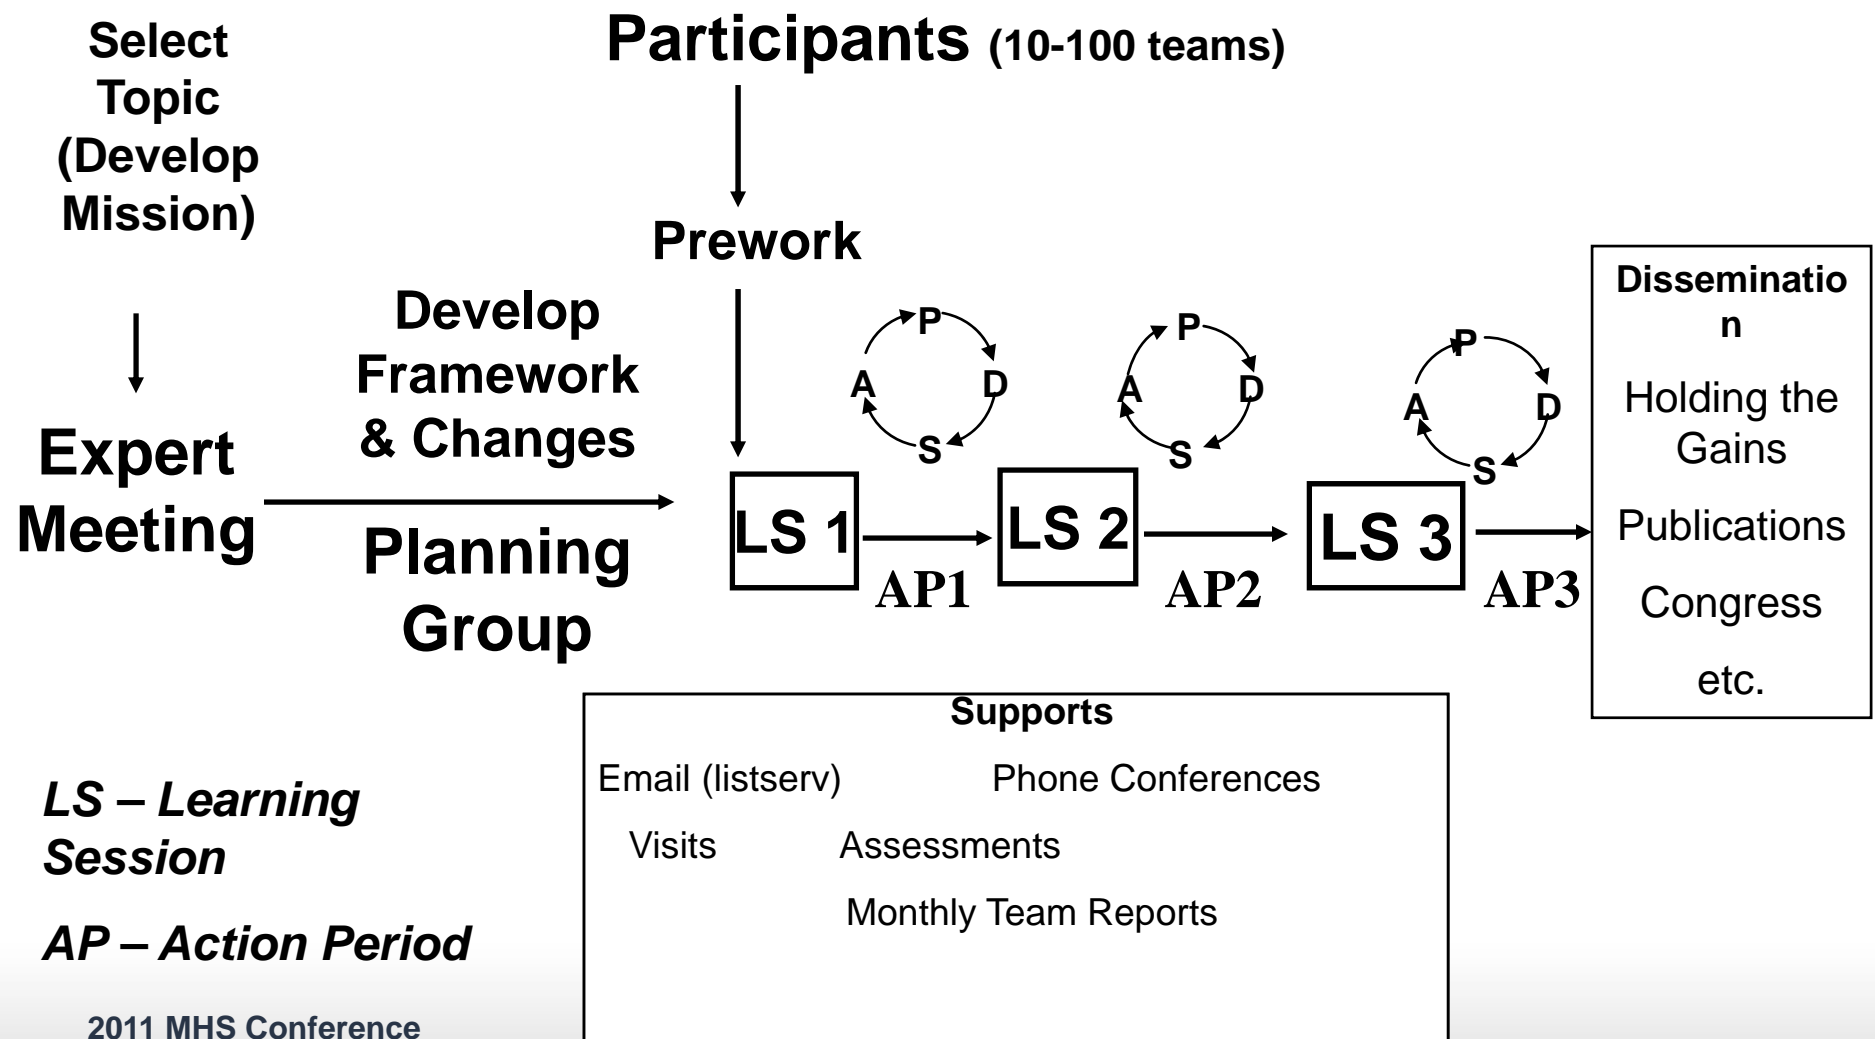 Select
Topic
(Develop
Mission)
Participants (10-100 teams)
Prework
Develop
Framework
& Changes
Expert
Meeting
Planning
Group
P
A D
S
P
A D
S
P
A D
S
LS 1
LS 2
LS 3
AP1
AP2
AP3
Disseminatio
n
Holding the
Gains
Publications
Congress
etc.
Supports
Email (listserv) Phone Conferences
Visits Assessments
Monthly Team Reports
LS – Learning
Session
AP – Action Period
2011 MHS Conference